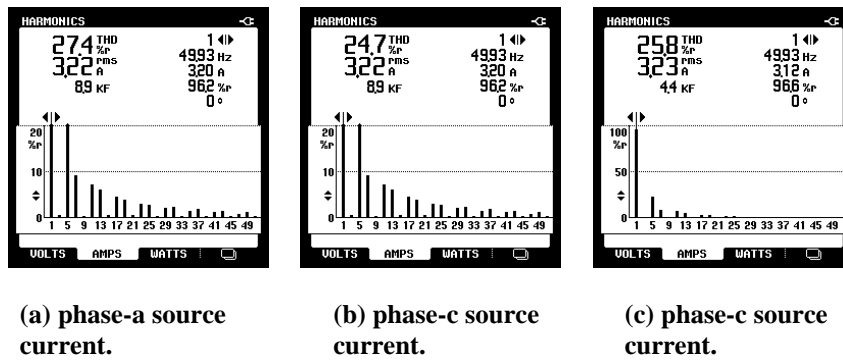 HARMONICS
27.4 THD %r
3.22 rms A
8.9 KF
1
49.93 Hz
3.20 A
96.2 %r
0 °
20
%r
10
0
1 5 9 13 17 21 25 29 33 37 41 45 49
VOLTS AMPS WATTS
(a) phase-a source
current.
HARMONICS
24.7 THD %r
3.22 rms A
8.9 KF
1
49.93 Hz
3.20 A
96.2 %r
0 °
20
%r
10
0
1 5 9 13 17 21 25 29 33 37 41 45 49
VOLTS AMPS WATTS
(b) phase-c source
current.
HARMONICS
25.8 THD %r
3.23 rms A
4.4 KF
1
49.93 Hz
3.12 A
96.6 %r
0 °
100
%r
50
0
1 5 9 13 17 21 25 29 33 37 41 45 49
VOLTS AMPS WATTS
(c) phase-c source
current.